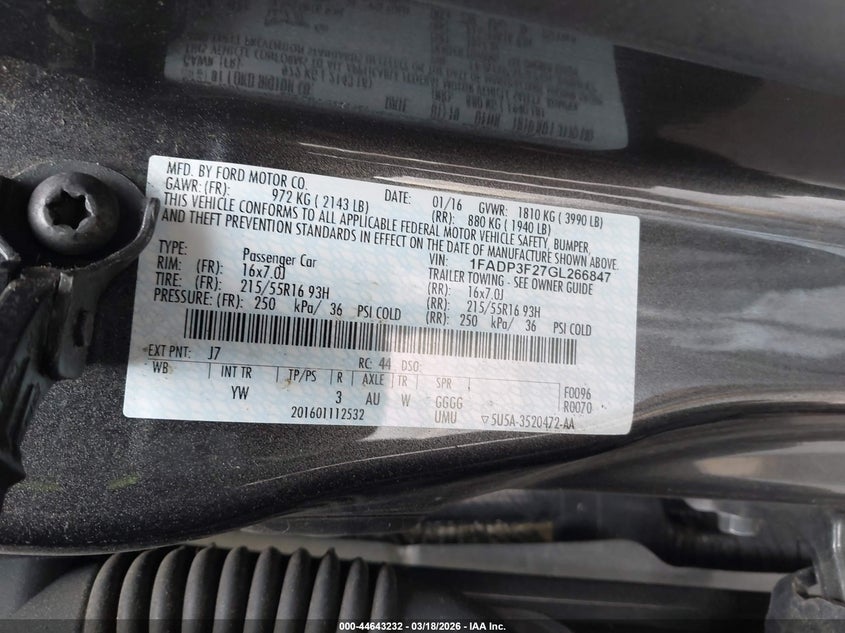 MFD. BY FORD MOTOR CO. DATE: 01/16 GVWR: 1810 KG ( 3990 LB)
GAWR: (FR): 972 KG ( 2143 LB) (RR): 880 KG ( 1940 LB)
THIS VEHICLE CONFORMS TO ALL APPLICABLE FEDERAL MOTOR VEHICLE SAFETY, BUMPER,
AND THEFT PREVENTION STANDARDS IN EFFECT ON THE DATE OF MANUFACTURE SHOWN ABOVE.
VIN: 1FADP3F27GL266847
TYPE: Passenger Car TRAILER TOWING - SEE OWNER GUIDE
RIM: (FR): 16x7.0J (RR): 16x7.0J
TIRE: (FR): 215/55R16 93H (RR): 215/55R16 93H
PRESSURE: (FR): 250 kPa/ 36 PSI COLD (RR): 250 kPa/ 36 PSI COLD
EXT PNT: J7 RC: 44 DSO:
WB INT TR TP/PS R AXLE TR SPR F0096
YW 3 AU W GGGG R0070
201601112532 UMU ▽5U5A-3520472-AA
000-44643232 — 03/18/2026 — IAA Inc.